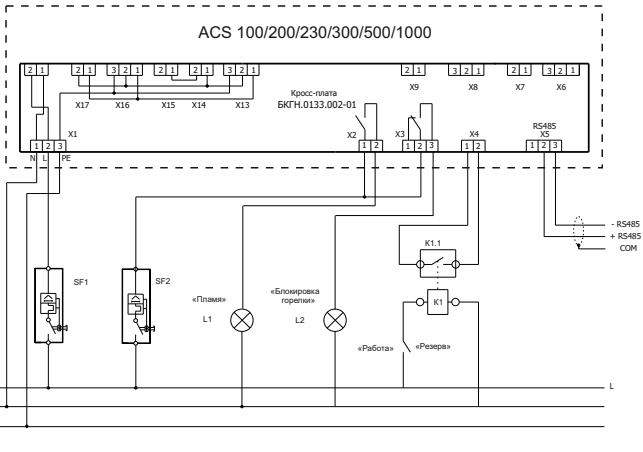 ACS 100/200/230/300/500/1000
2 1 2 1 3 2 1 2 1 2 1 3 2 1 2 1 3 2 1 2 1 3 2 1
X17 X16 X15 X14 X13 X9 X8 X7 X6
Кросс-плата
БКГН.0133.002-01
RS485
X1 X2 X3 X4 X5
1 2 3 1 2 1 2 3 1 2 1 2 3
N L PE
- RS485
+ RS485
COM
K1.1
SF1 SF2
«Пламя» «Блокировка
горелки»
K1
L1 L2
«Работа» «Резерв»
L